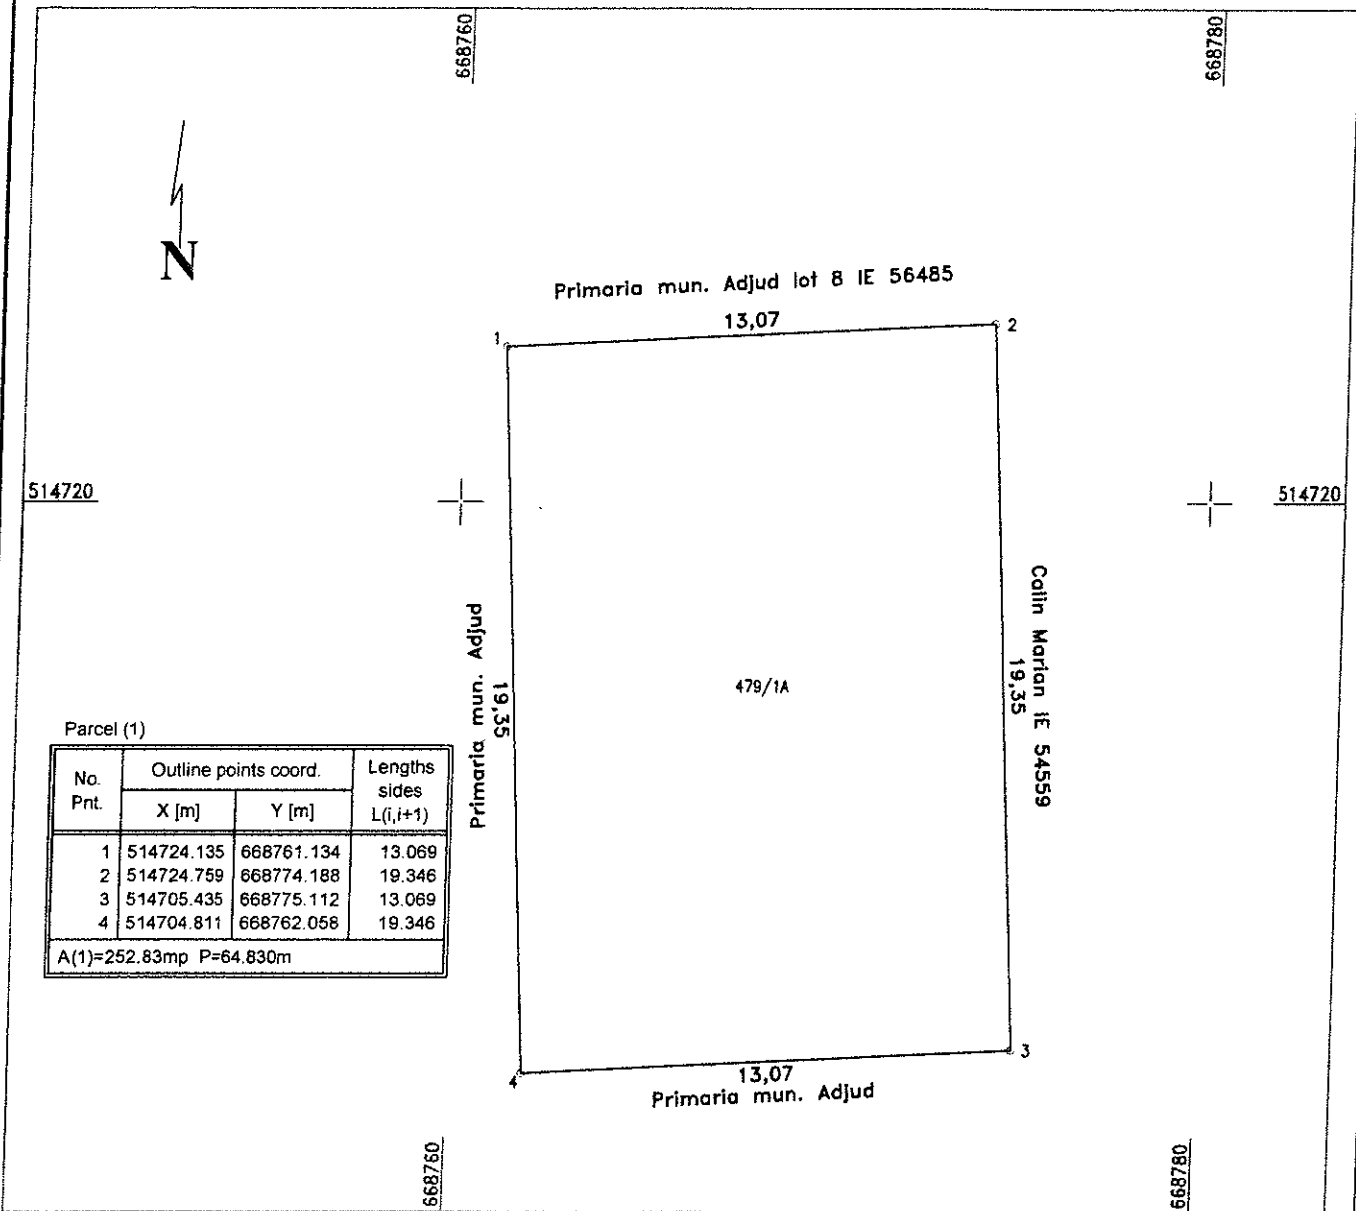 668760
668780
N
Primaria mun. Adjud lot 8 IE 56485
13,07
1
2
514720
514720
Primaria mun. Adjud
19,35
479/1A
19,35
Calin Marian IE 54559
Parcel (1)
No. Pnt.
Outline points coord.
Lengths sides L(i,i+1)
X [m]
Y [m]
1 514724.135 668761.134 13.069
2 514724.759 668774.188 19.346
3 514705.435 668775.112 13.069
4 514704.811 668762.058 19.346
A(1)=252.83mp P=64.830m
4
3
13,07
Primaria mun. Adjud
668760
668780